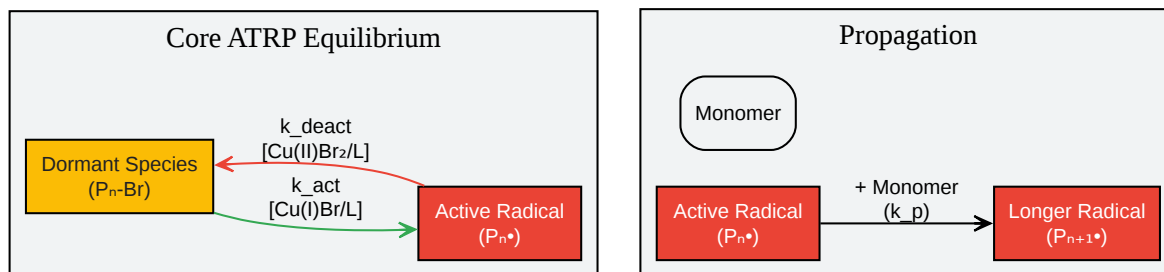 Core ATRP Equilibrium
k_deact
[Cu(II)Br₂/L]
Dormant Species
(Pₙ-Br)
k_act
[Cu(I)Br/L]
Active Radical
(Pₙ•)
Propagation
Monomer
Active Radical
(Pₙ•)
+ Monomer
(k_p)
Longer Radical
(Pₙ₊₁•)